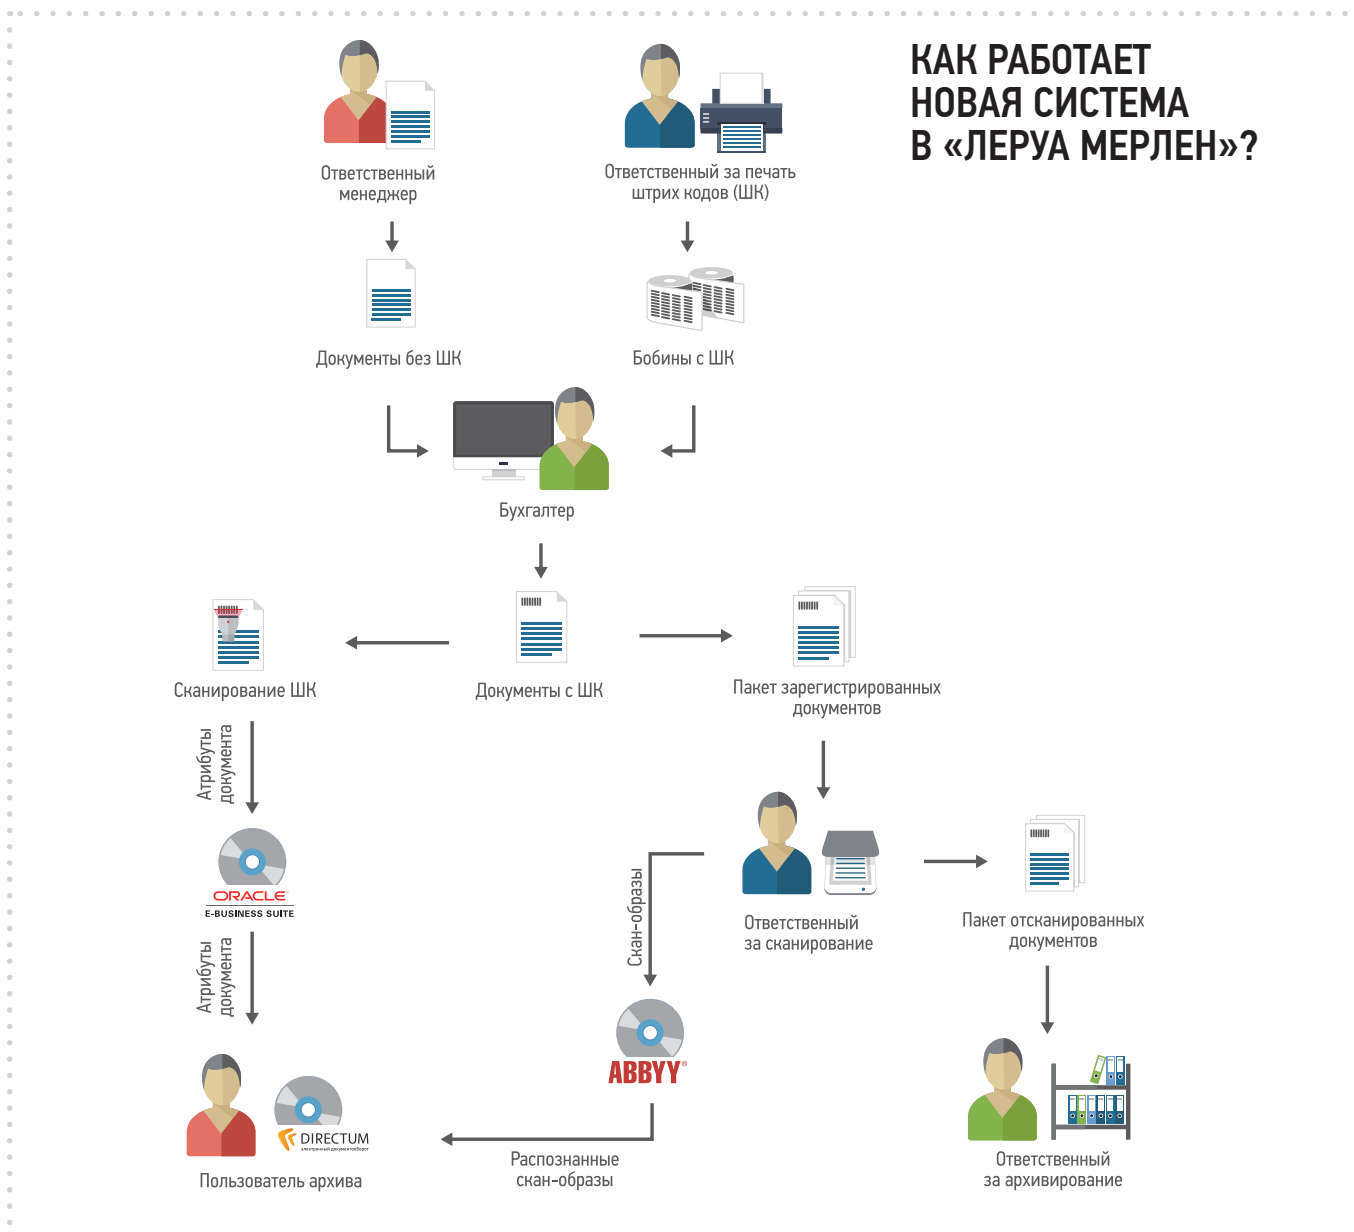 КАК РАБОТАЕТ
НОВАЯ СИСТЕМА
В «ЛЕРУА МЕРЛЕН»?
Ответственный
менеджер
Ответственный за печать
штрих кодов (ШК)
Документы без ШК
Бобины с ШК
Бухгалтер
Сканирование ШК
Документы с ШК
Пакет зарегистрированных
документов
Атрибуты
документа
ORACLE
E-BUSINESS SUITE
Скан-образы
Ответственный
за сканирование
Пакет отсканированных
документов
Атрибуты
документа
ABBYY®
DIRECTUM
электронный документооборот
Пользователь архива
Распознанные
скан-образы
Ответственный
за архивирование